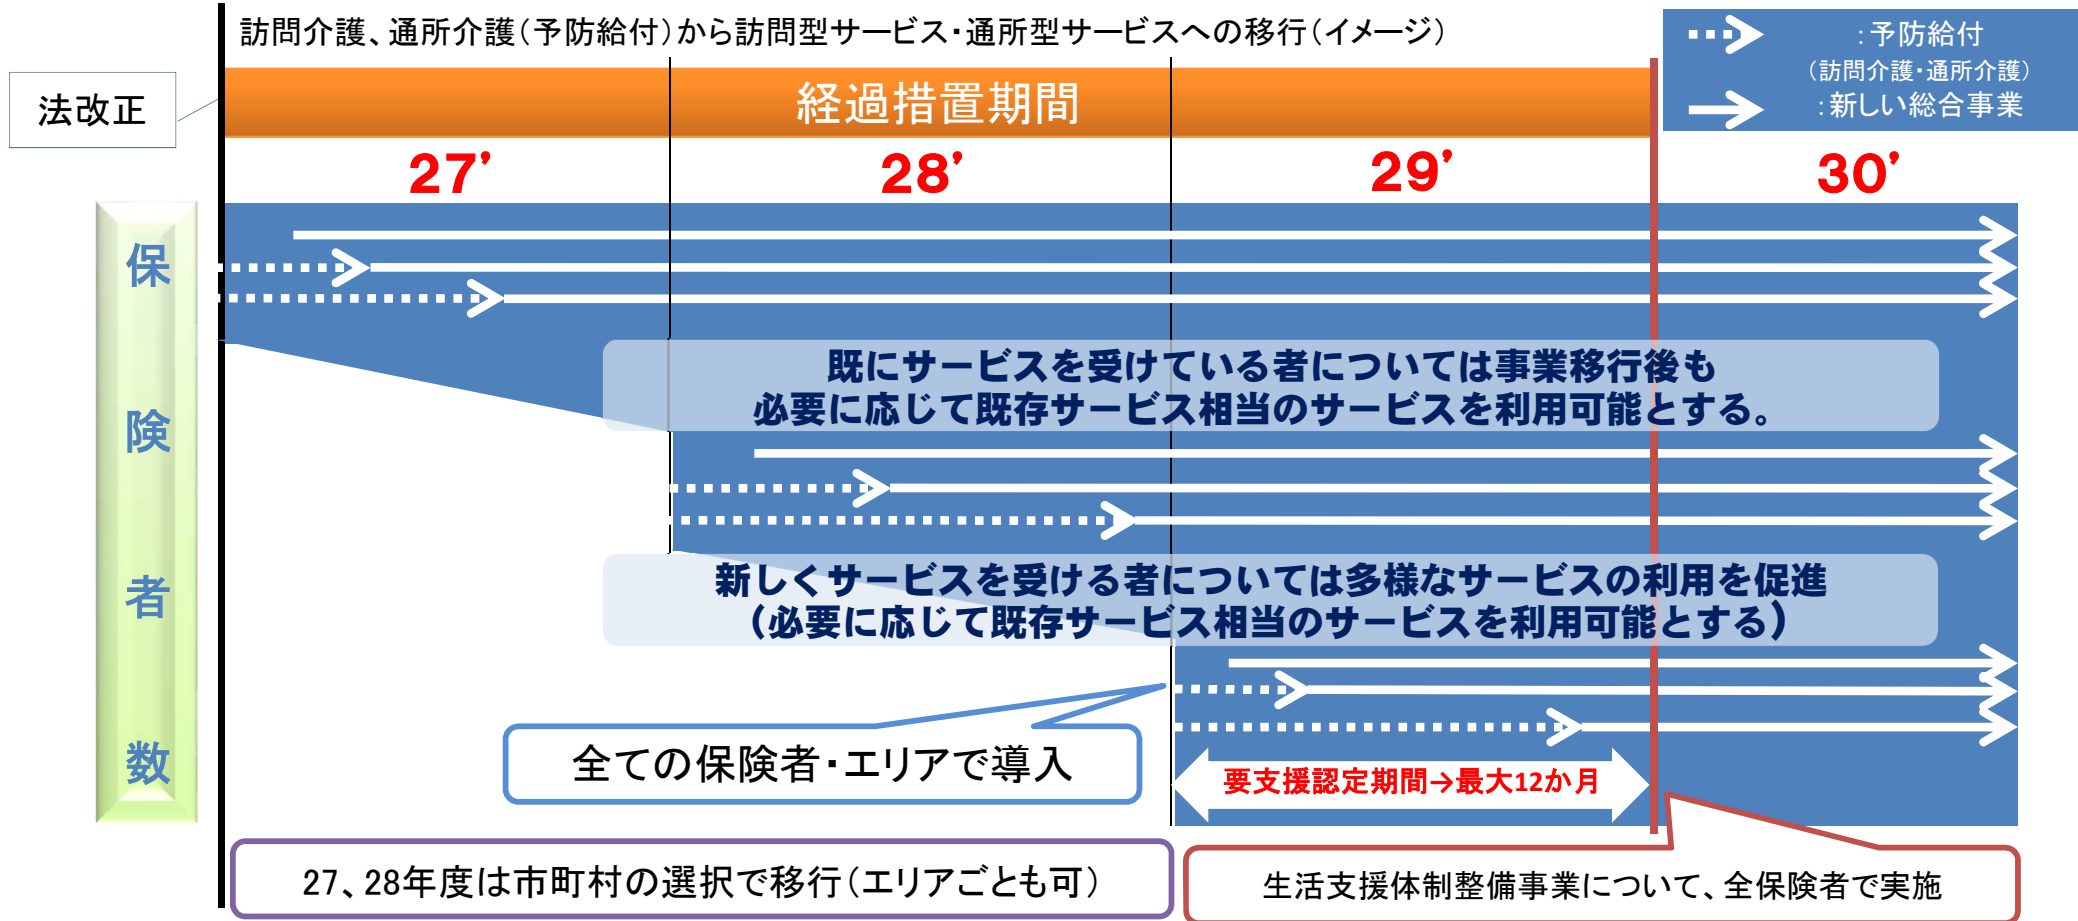 訪問介護、通所介護(予防給付)から訪問型サービス・通所型サービスへの移行(イメージ)
:予防給付
(訪問介護・通所介護)
:新しい総合事業
法改正
経過措置期間
27’
28’
29’
30’
保険者数
既にサービスを受けている者については事業移行後も
必要に応じて既存サービス相当のサービスを利用可能とする。
新しくサービスを受ける者については多様なサービスの利用を促進
(必要に応じて既存サービス相当のサービスを利用可能とする)
全ての保険者・エリアで導入
要支援認定期間→最大12か月
27、28年度は市町村の選択で移行(エリアごとも可)
生活支援体制整備事業について、全保険者で実施